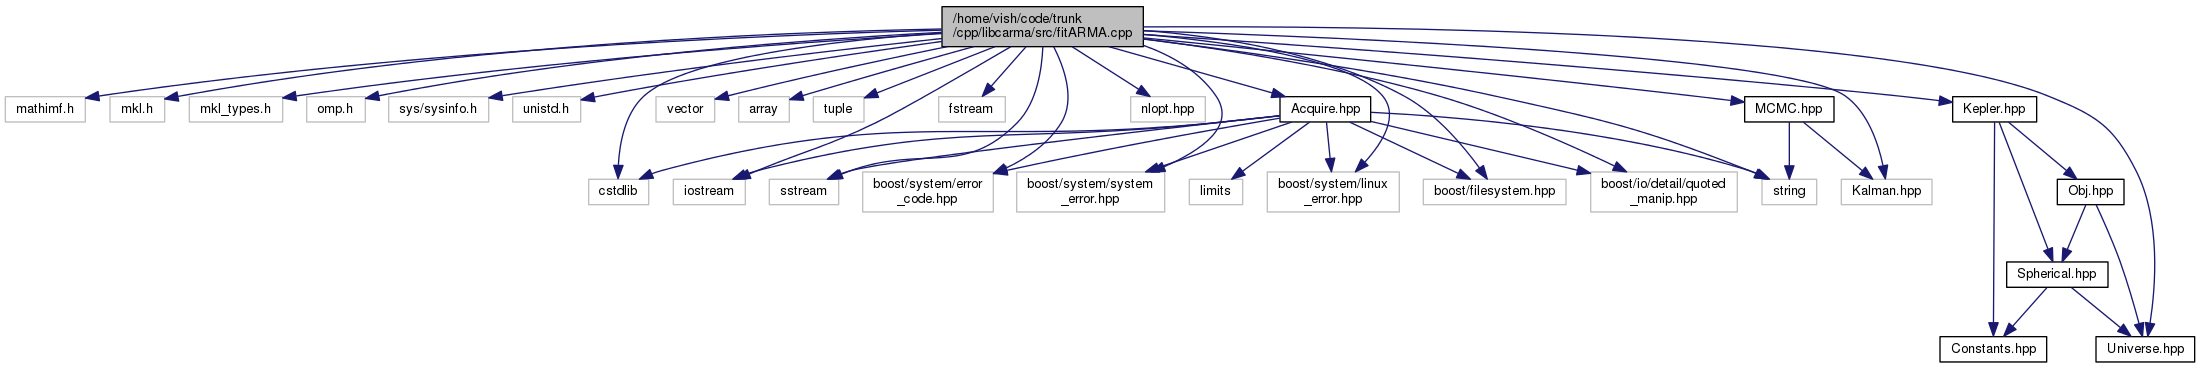 /home/vish/code/trunk
/cpp/libcarma/src/fitARMA.cpp
mathimf.h
mkl.h
mkl_types.h
omp.h
sys/sysinfo.h
unistd.h
vector
array
tuple
fstream
nlopt.hpp
Acquire.hpp
MCMC.hpp
Kepler.hpp
cstdlib
iostream
sstream
boost/system/error
_code.hpp
boost/system/system
_error.hpp
limits
boost/system/linux
_error.hpp
boost/filesystem.hpp
boost/io/detail/quoted
_manip.hpp
string
Kalman.hpp
Obj.hpp
Spherical.hpp
Constants.hpp
Universe.hpp